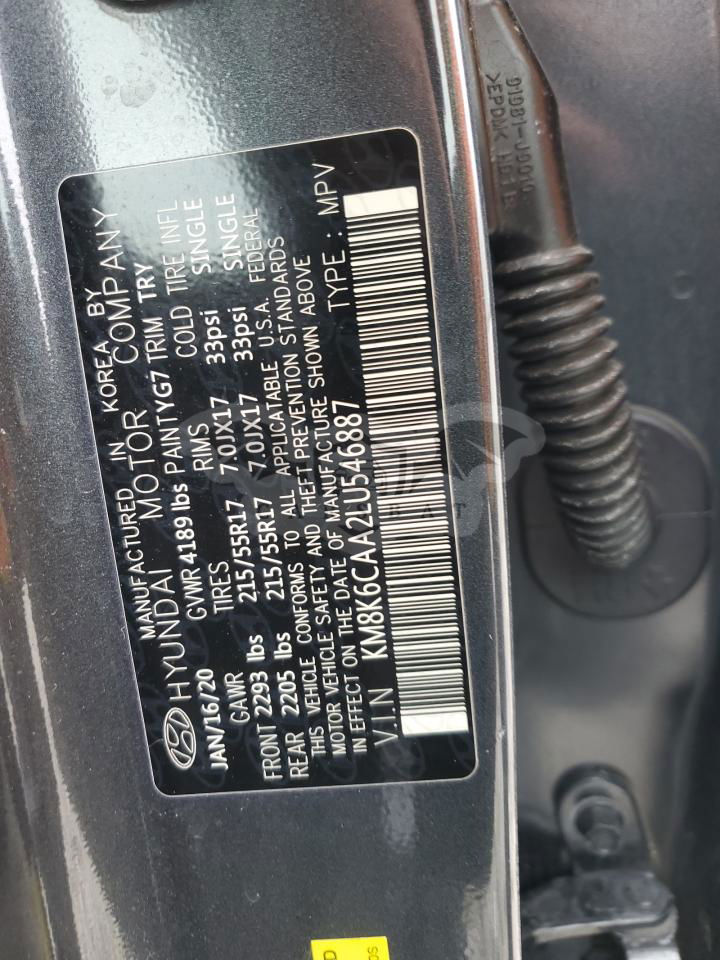 MANUFACTURED IN KOREA BY
HYUNDAI MOTOR COMPANY
JAN/16/20 GVWR 4189 lbs PAINT YG7 TRIM TRY
GAWR TIRES RIMS COLD TIRE INFL
FRONT 2293 lbs 215/55R17 7.0JX17 33psi SINGLE
REAR 2205 lbs 215/55R17 7.0JX17 33psi SINGLE
THIS VEHICLE CONFORMS TO ALL APPLICABLE U.S.A. FEDERAL
MOTOR VEHICLE SAFETY AND THEFT PREVENTION STANDARDS
IN EFFECT ON THE DATE OF MANUFACTURE SHOWN ABOVE
V.I.N KM8K6CAA2LU546887 TYPE : MPV
91981-J9010
>EPDM<